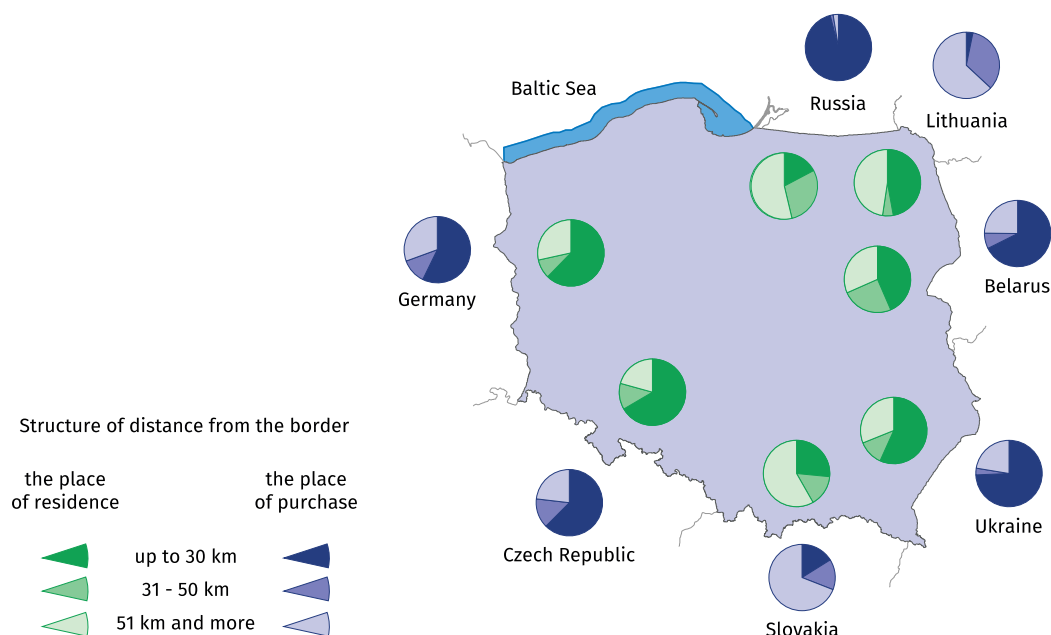 Baltic Sea
Russia
Lithuania
Belarus
Germany
Structure of distance from the border
the place
of residence
the place
of purchase
up to 30 km
31 - 50 km
51 km and more
Czech Republic
Ukraine
Slovakia